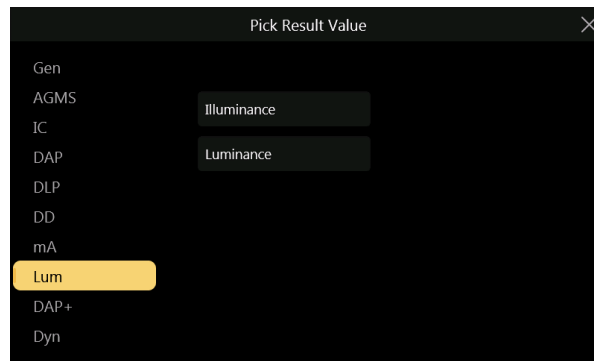 Pick Result Value
Gen
AGMS
IC
DAP
DLP
DD
mA
Lum
DAP+
Dyn
Illuminance
Luminance